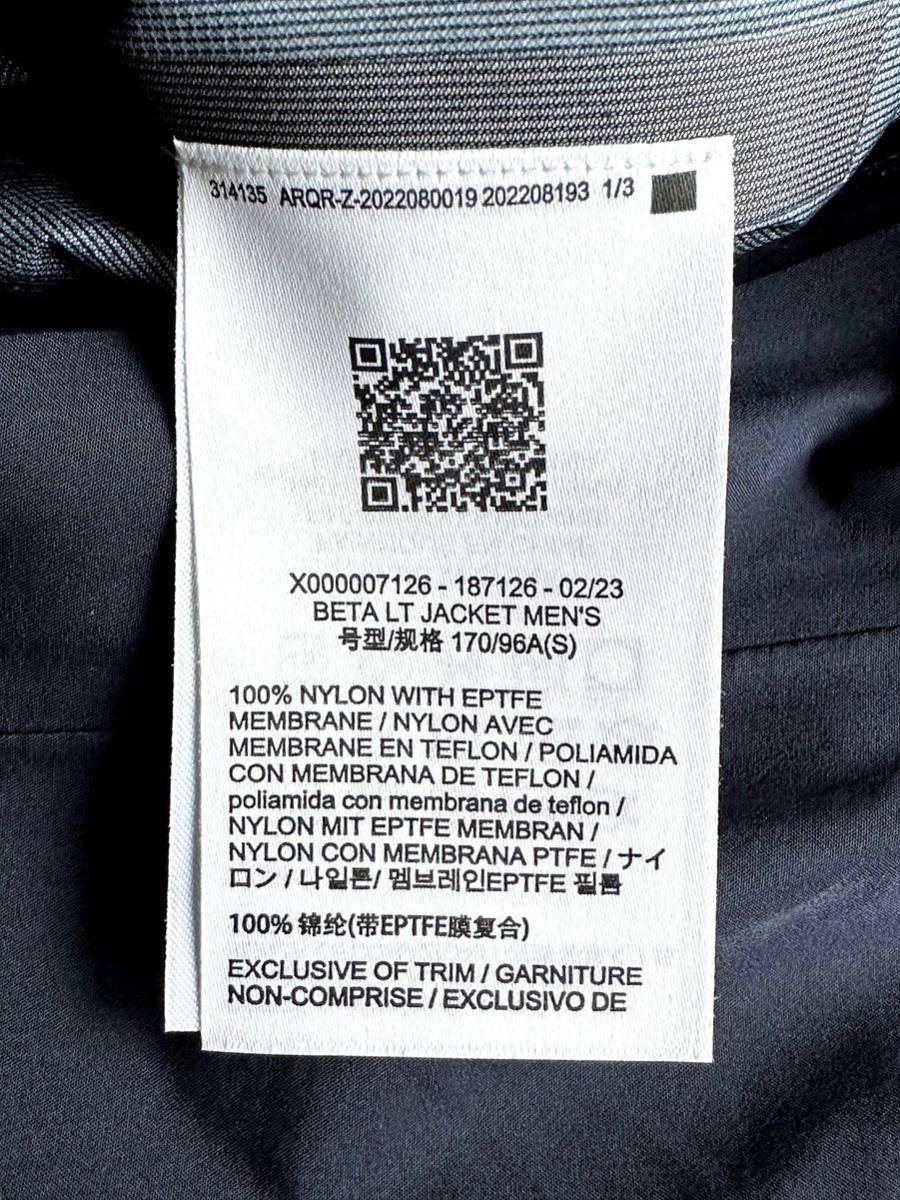 314135 ARQR-Z-2022080019 202208193 1/3
X000007126 - 187126 - 02/23
BETA LT JACKET MEN'S
号型/规格 170/96A(S)
100% NYLON WITH EPTFE
MEMBRANE / NYLON AVEC
MEMBRANE EN TEFLON / POLIAMIDA
CON MEMBRANA DE TEFLON /
poliamida con membrana de teflon /
NYLON MIT EPTFE MEMBRAN /
NYLON CON MEMBRANA PTFE / ナイ
ロン / 나일론/ 멤브레인EPTFE 필름
100% 锦纶(带EPTFE膜复合)
EXCLUSIVE OF TRIM / GARNITURE
NON-COMPRISE / EXCLUSIVO DE